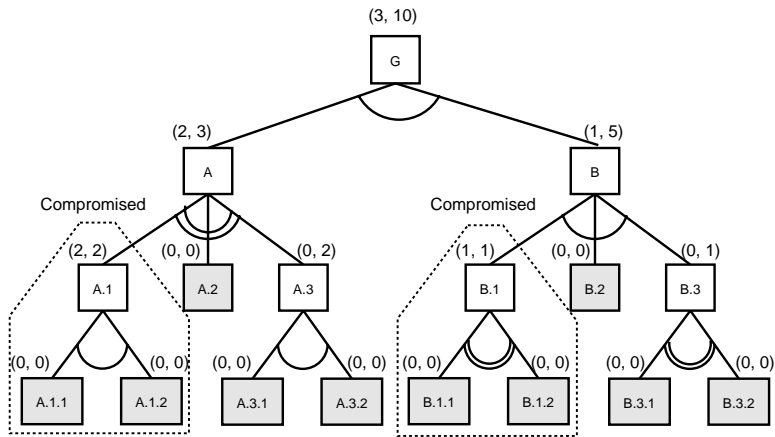 (3, 10)
G
(2, 3)
(1, 5)
A
B
Compromised
Compromised
(2, 2)
(0, 0)
(0, 2)
(1, 1)
(0, 0)
(0, 1)
A.1
A.2
A.3
B.1
B.2
B.3
(0, 0)
(0, 0)
(0, 0)
(0, 0)
(0, 0)
(0, 0)
(0, 0)
(0, 0)
A.1.1
A.1.2
A.3.1
A.3.2
B.1.1
B.1.2
B.3.1
B.3.2